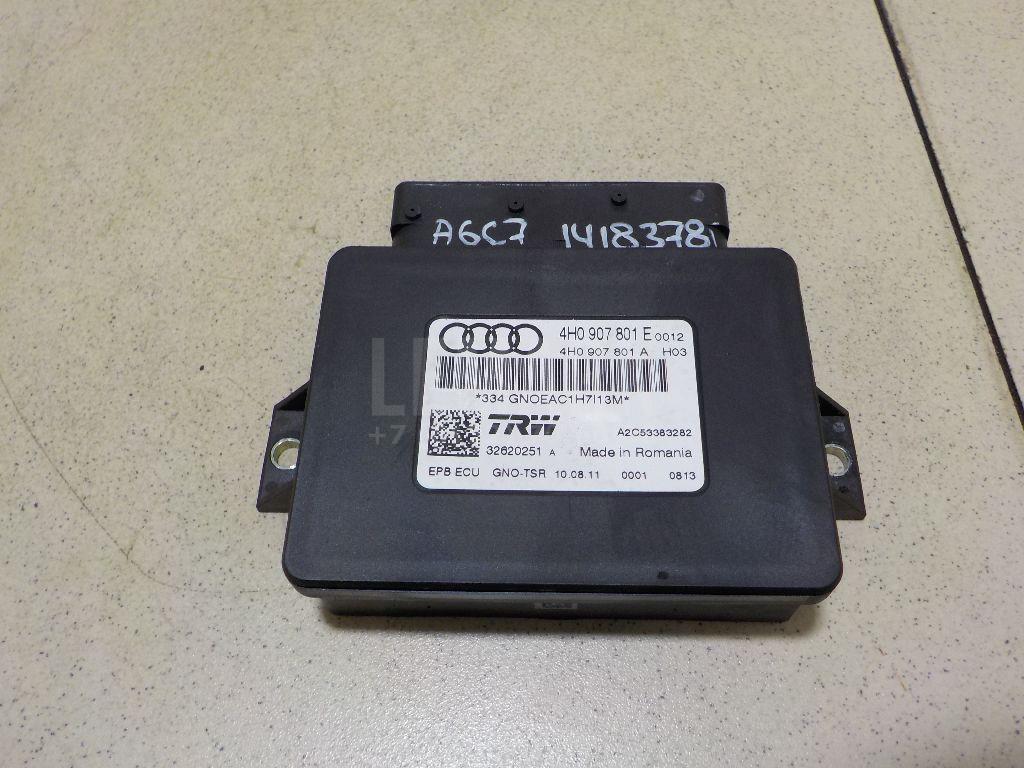 A6C7 14183781
4H0 907 801 E 0012
4H0 907 801 A H03
*334 GNOEAC1H7I13M*
TRW A2C53383282
32620251 A Made in Romania
EPB ECU GNO-TSR 10.08.11 0001 0813
+7